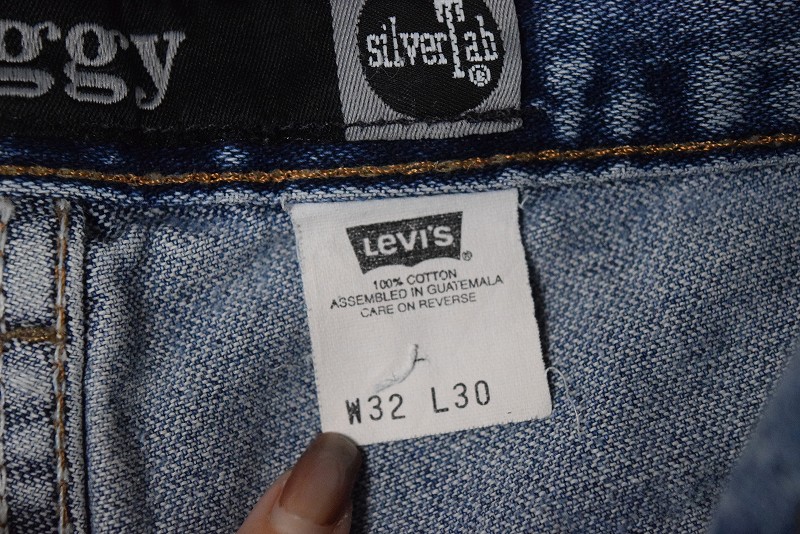 ggy
silverTab
®
LEVI'S
®
100% COTTON
ASSEMBLED IN GUATEMALA
CARE ON REVERSE
W32 L30